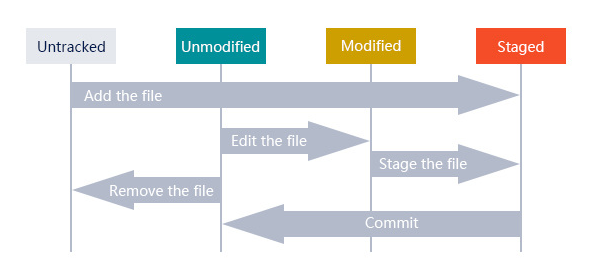 Untracked
Unmodified
Modified
Staged
Add the file
Edit the file
Stage the file
Remove the file
Commit